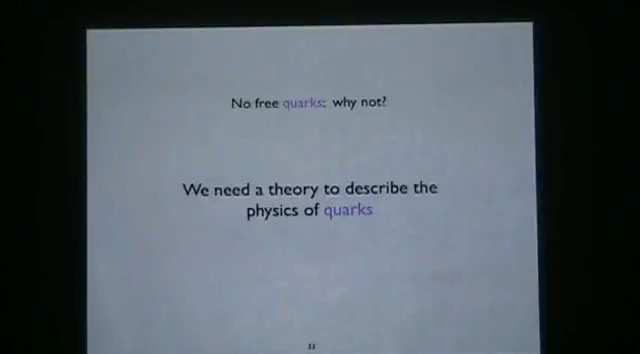 No free quarks: why not?
We need a theory to describe the
physics of quarks